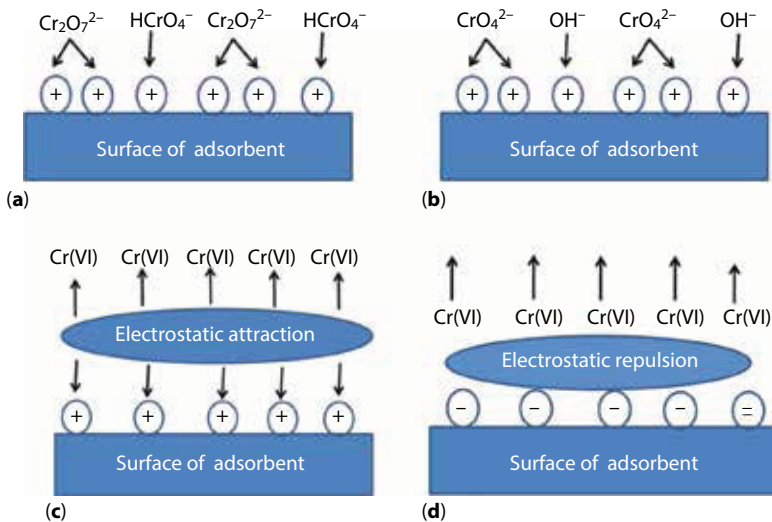 Cr₂O₇²⁻ HCrO₄⁻ Cr₂O₇²⁻ HCrO₄⁻
+ + + + + +
Surface of adsorbent
(a)
CrO₄²⁻ OH⁻ CrO₄²⁻ OH⁻
+ + + + + +
Surface of adsorbent
(b)
Cr(VI) Cr(VI) Cr(VI) Cr(VI) Cr(VI)
Electrostatic attraction
+ + + + +
Surface of adsorbent
(c)
Cr(VI) Cr(VI) Cr(VI) Cr(VI) Cr(VI)
Electrostatic repulsion
− − − − =
Surface of adsorbent
(d)